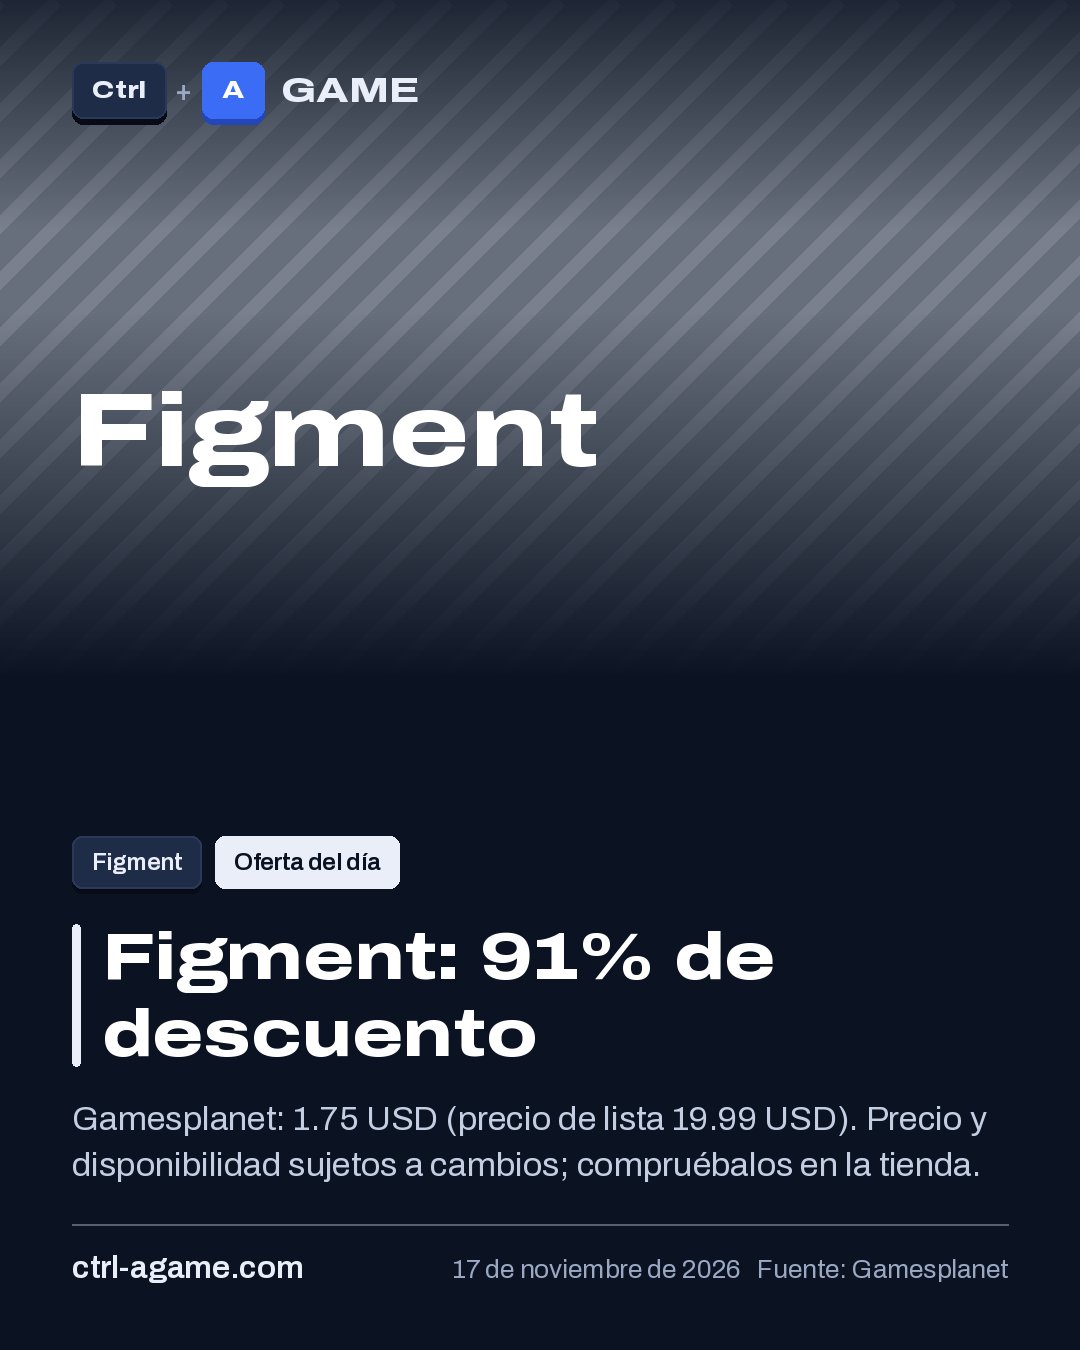 Ctrl + A GAME
Figment
Figment Oferta del día
Figment: 91% de
descuento
Gamesplanet: 1.75 USD (precio de lista 19.99 USD). Precio y
disponibilidad sujetos a cambios; compruébalos en la tienda.
ctrl-agame.com 17 de noviembre de 2026 Fuente: Gamesplanet